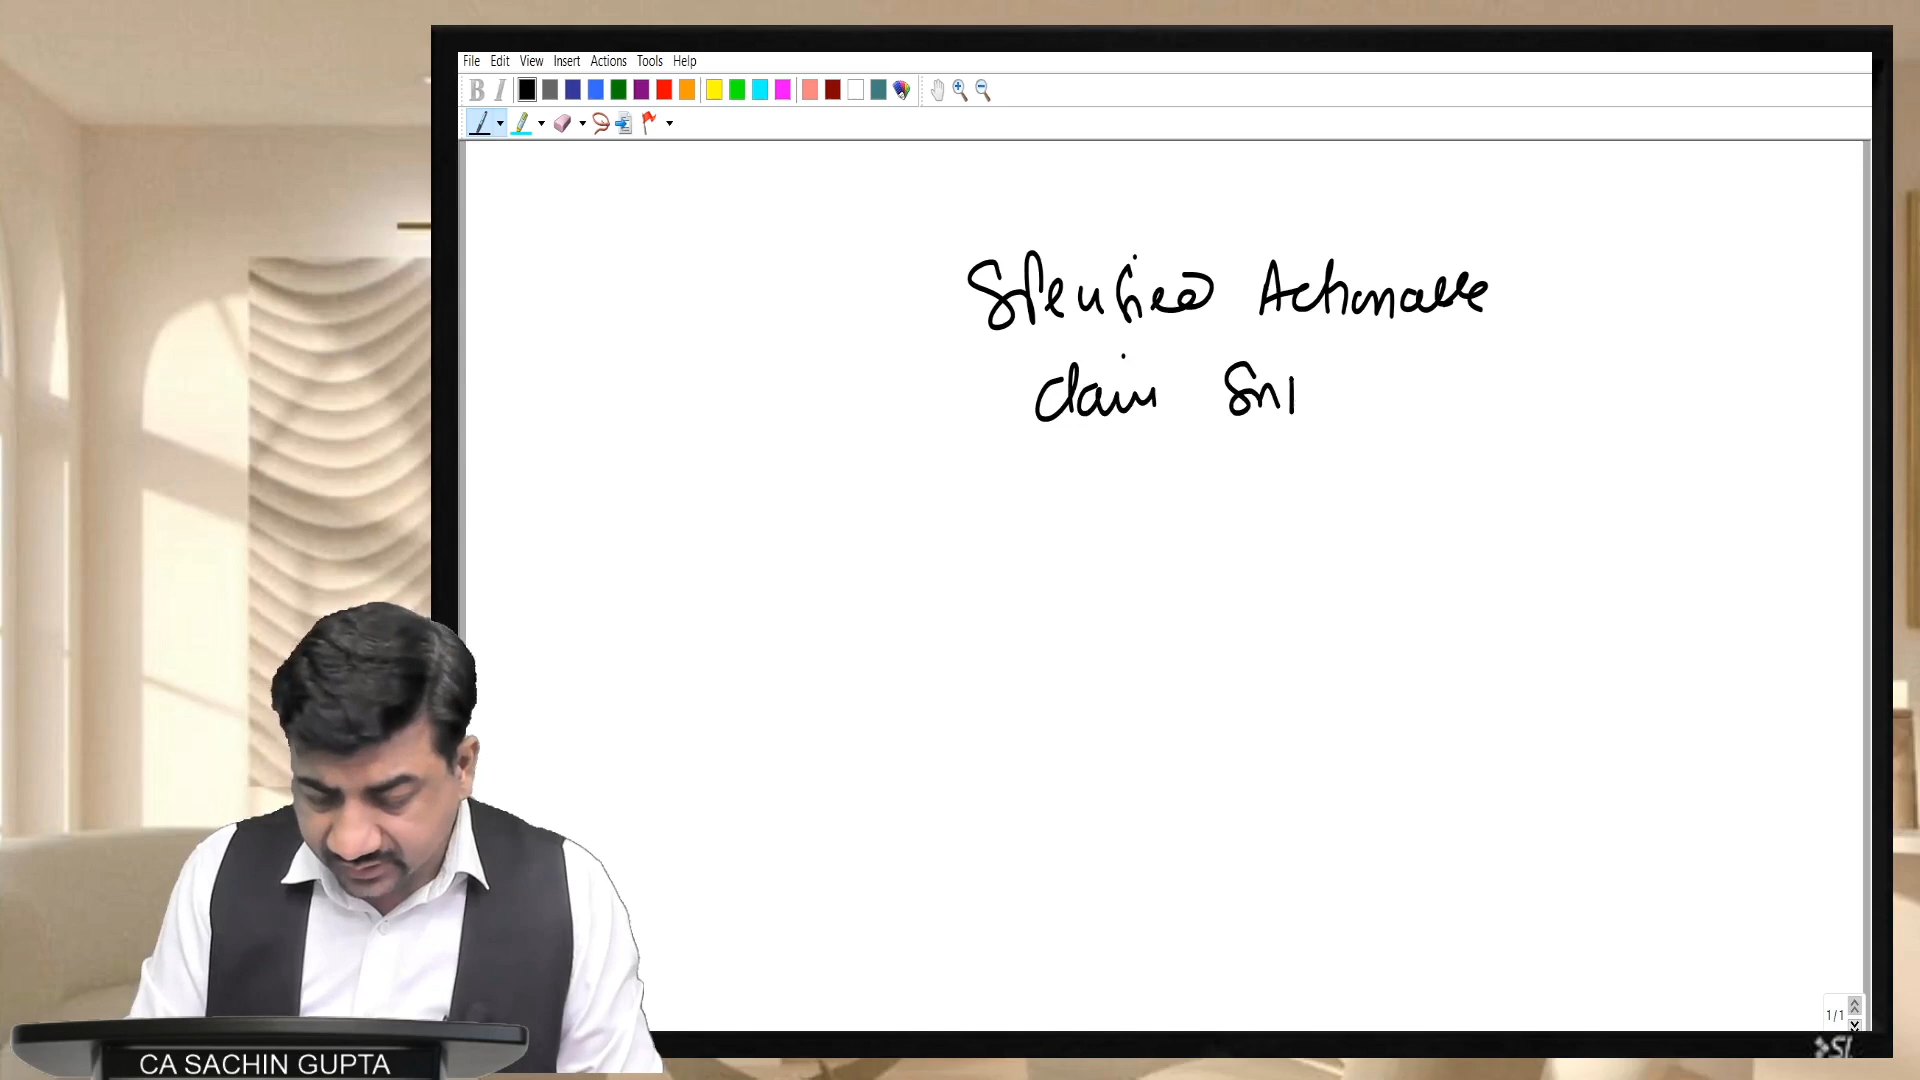 File Edit View Insert Actions Tools Help
B I
Specified Actionable
claim
1/1
CA SACHIN GUPTA